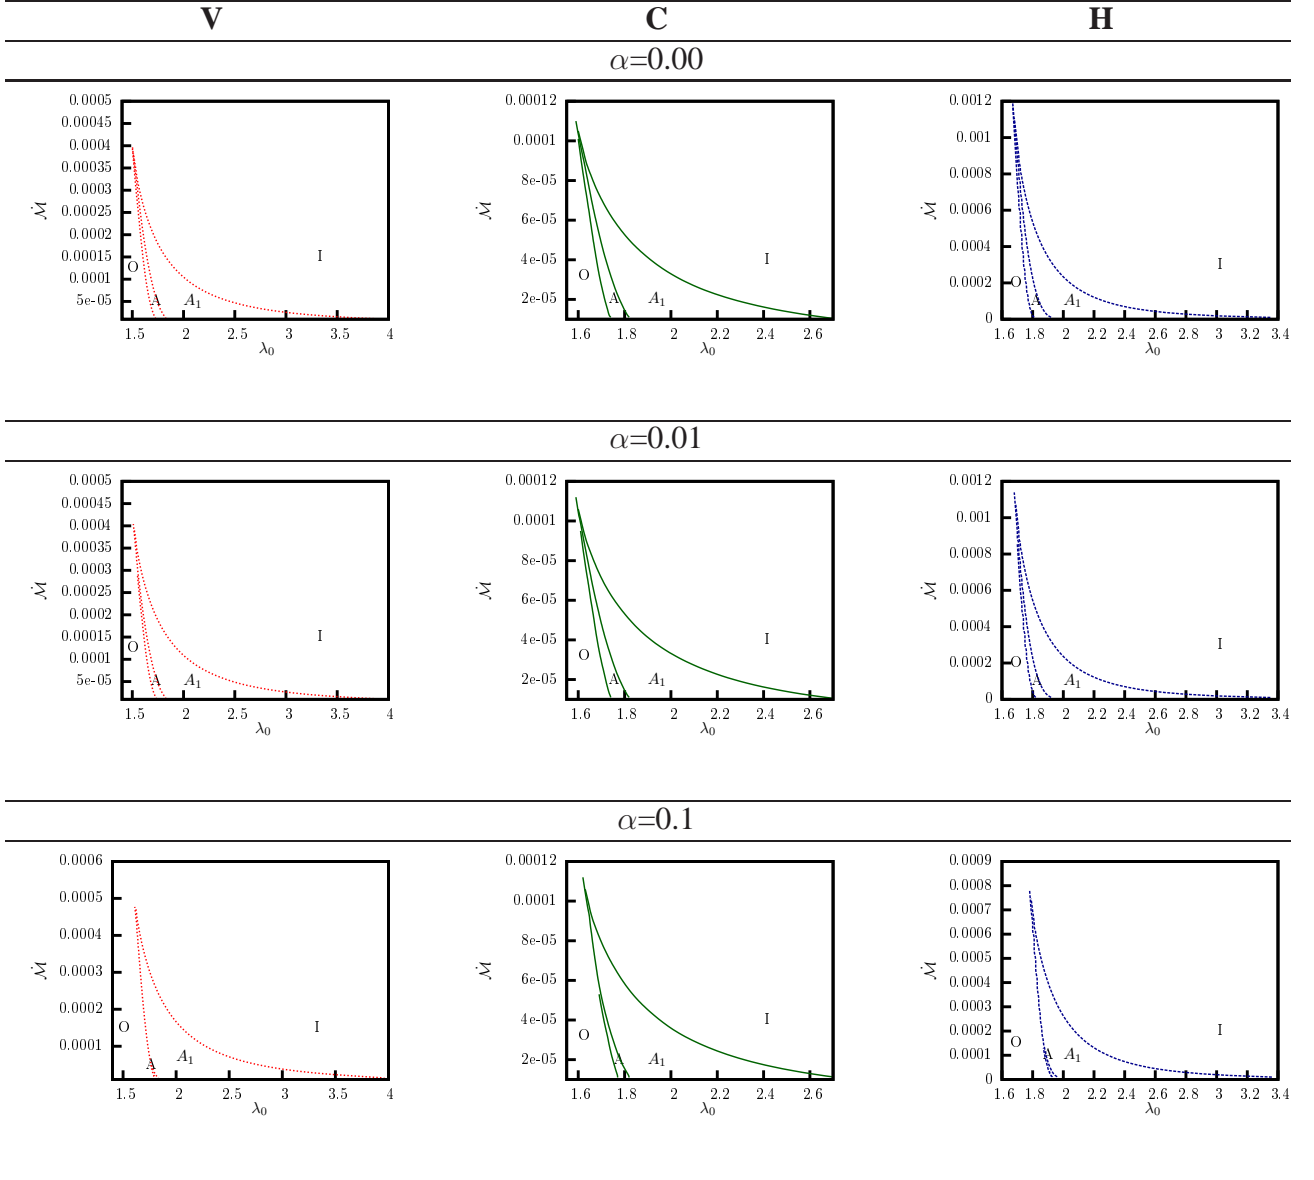 V C H
α=0.00
0.0005
0.00045
0.0004
0.00035
0.0003
0.00025
0.0002
0.00015
0.0001
5e-05
Ṁ
O
A
A1
I
1.5 2 2.5 3 3.5 4
λ0
0.00012
0.0001
8e-05
6e-05
4e-05
2e-05
Ṁ
O
A
A1
I
1.6 1.8 2 2.2 2.4 2.6
λ0
0.0012
0.001
0.0008
0.0006
0.0004
0.0002
0
Ṁ
O
A
A1
I
1.6 1.8 2 2.2 2.4 2.6 2.8 3 3.2 3.4
λ0
α=0.01
0.0005
0.00045
0.0004
0.00035
0.0003
0.00025
0.0002
0.00015
0.0001
5e-05
Ṁ
O
A
A1
I
1.5 2 2.5 3 3.5 4
λ0
0.00012
0.0001
8e-05
6e-05
4e-05
2e-05
Ṁ
O
A
A1
I
1.6 1.8 2 2.2 2.4 2.6
λ0
0.0012
0.001
0.0008
0.0006
0.0004
0.0002
0
Ṁ
O
A
A1
I
1.6 1.8 2 2.2 2.4 2.6 2.8 3 3.2 3.4
λ0
α=0.1
0.0006
0.0005
0.0004
0.0003
0.0002
0.0001
Ṁ
O
A
A1
I
1.5 2 2.5 3 3.5 4
λ0
0.00012
0.0001
8e-05
6e-05
4e-05
2e-05
Ṁ
O
A
A1
I
1.6 1.8 2 2.2 2.4 2.6
λ0
0.0009
0.0008
0.0007
0.0006
0.0005
0.0004
0.0003
0.0002
0.0001
0
Ṁ
O
A
A1
I
1.6 1.8 2 2.2 2.4 2.6 2.8 3 3.2 3.4
λ0